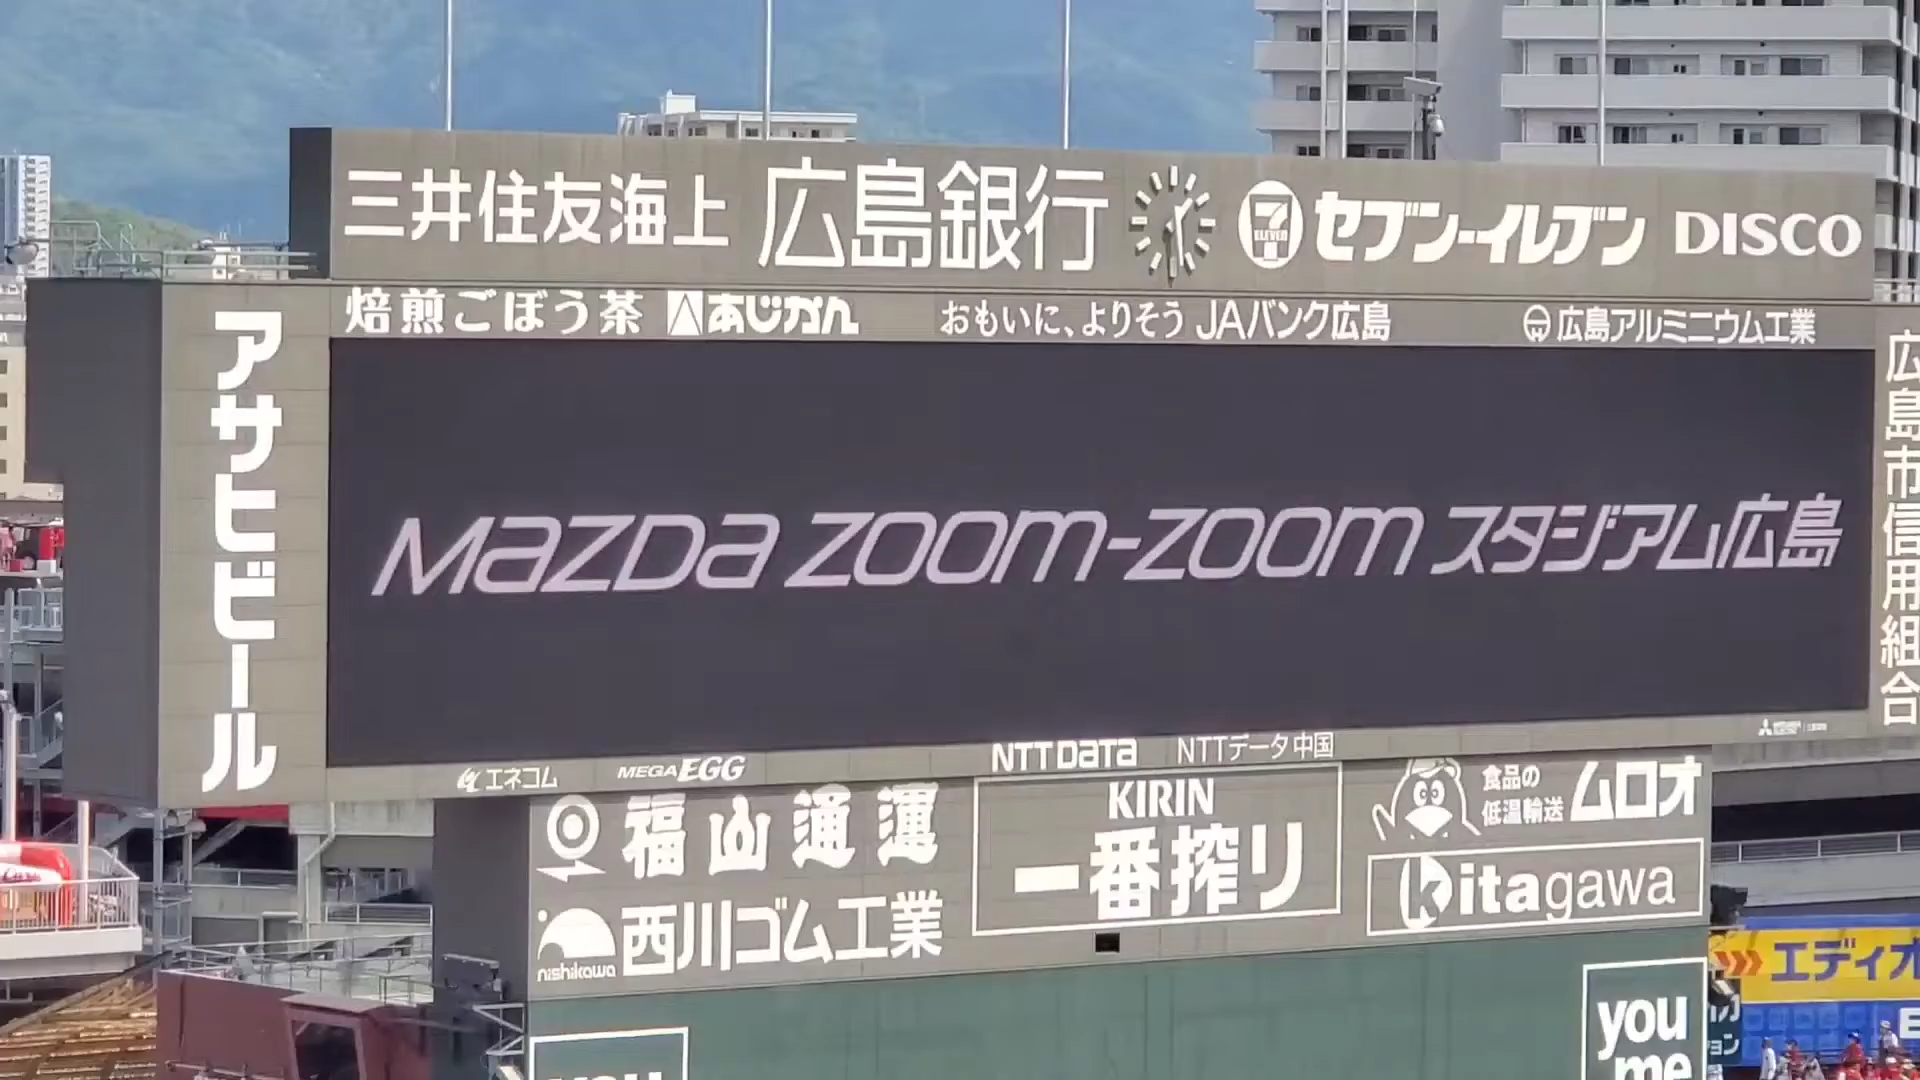 三井住友海上 広島銀行 7 ELEVEN セブン-イレブン DISCO
焙煎ごぼう茶 あじかん おもいに、よりそう JAバンク広島 広島アルミニウム工業
アサヒビール
広島市信用組合
mazda zoom-zoom スタジアム広島
エネコム MEGA EGG NTT DATA NTTデータ中国
福山通運
KIRIN
一番搾り
食品の
低温輸送 ムロオ
nishikawa 西川ゴム工業
kitagawa
エディオ
you
me
you